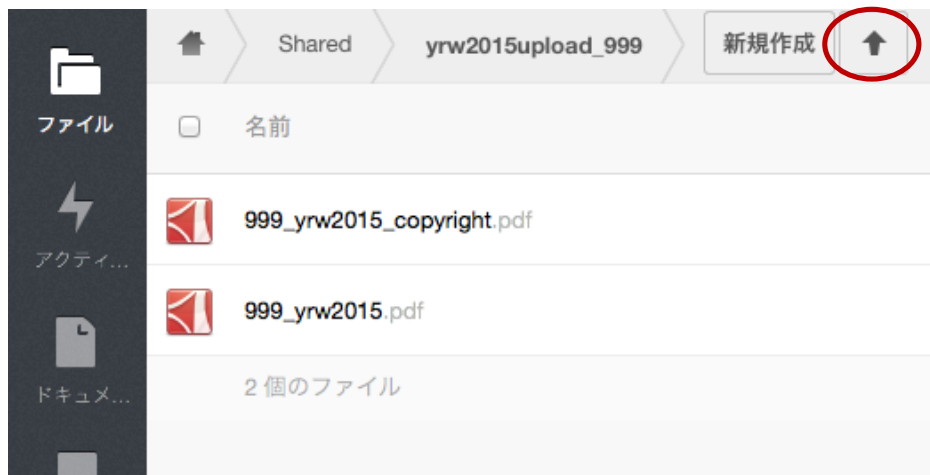 Shared
yrw2015upload_999
新規作成
ファイル
名前
アクティ...
999_yrw2015_copyright.pdf
999_yrw2015.pdf
ドキュメ...
2 個のファイル